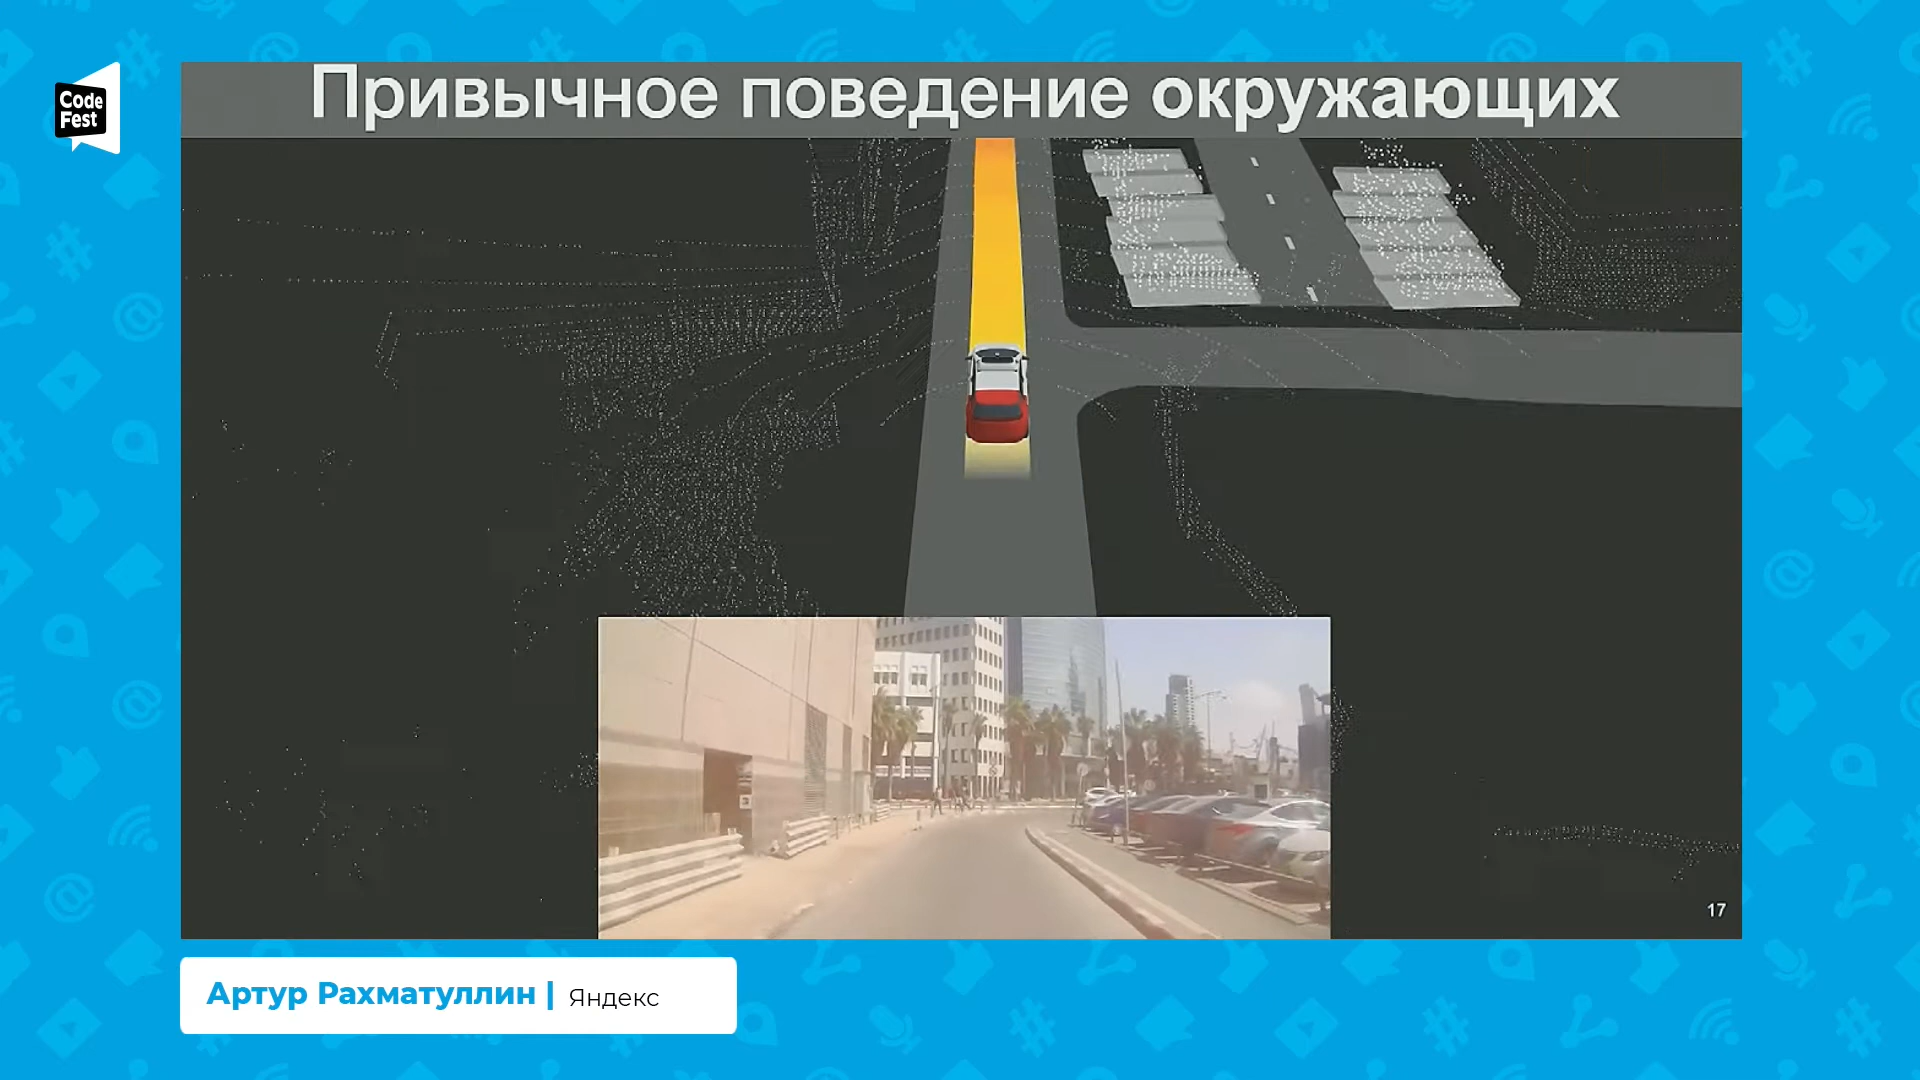 Привычное поведение окружающих
Code
Fest
17
Артур Рахматуллин | Яндекс